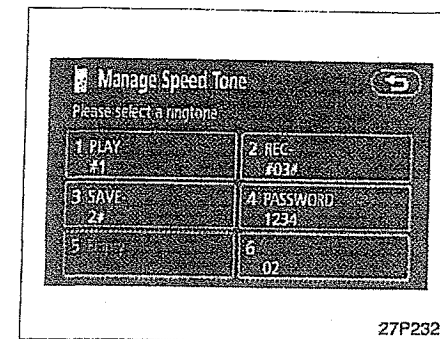 Manage Speed Tone
Please select a ringtone
1 PLAY
#1
2 REC
#03#
3 SAVE
2#
4 PASSWORD
1234
5
6
02
27P232